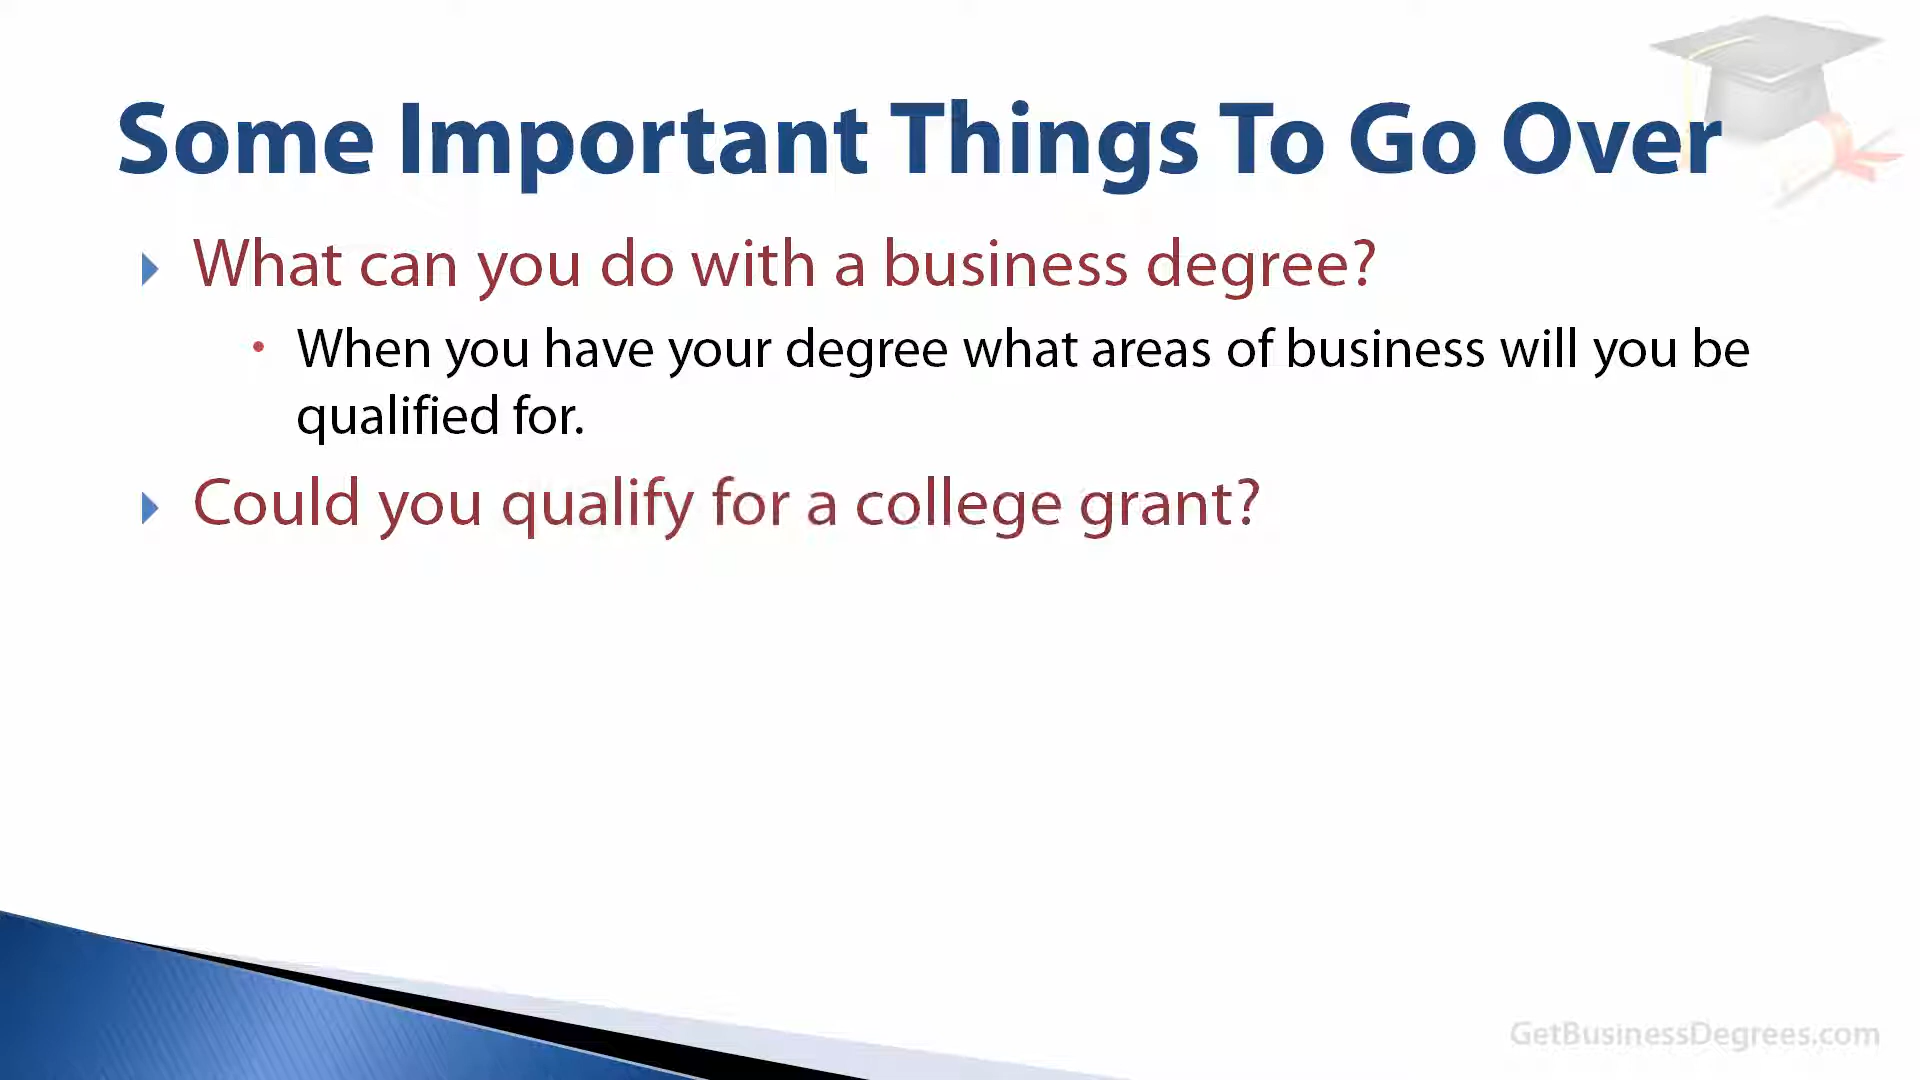 Some Important Things To Go Over
What can you do with a business degree?
When you have your degree what areas of business will you be
qualified for.
Could you qualify for a college grant?
GetBusinessDegrees.com